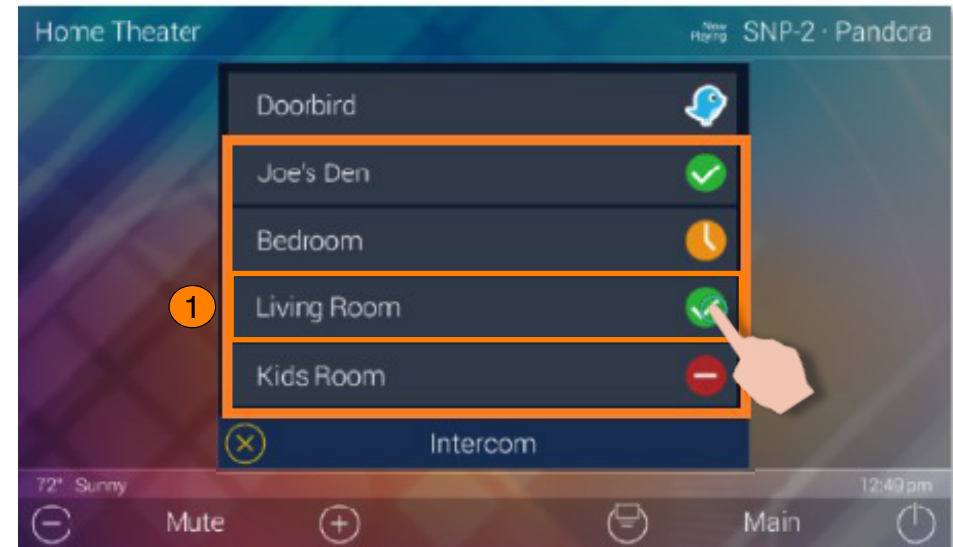 Home Theater
Now Playing SNP-2 · Pandora
Doorbird
Joe's Den
Bedroom
1
Living Room
Kids Room
Intercom
72° Sunny
12:49 pm
Mute
Main